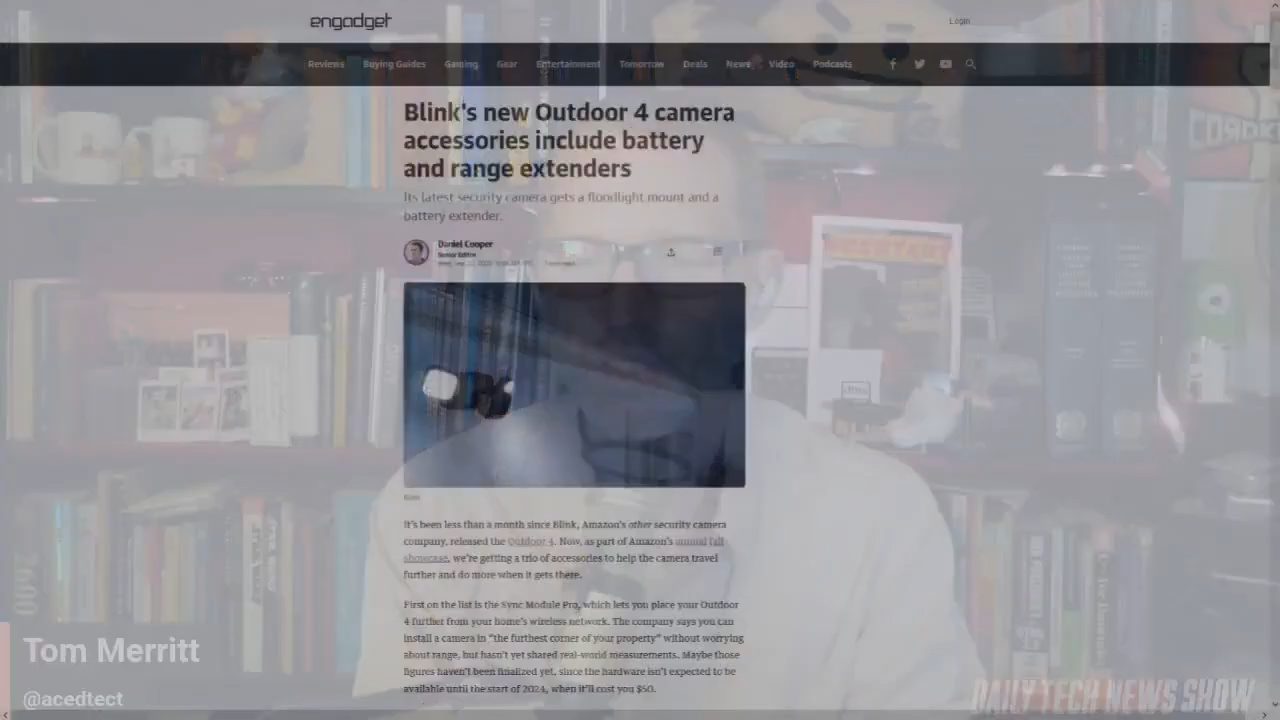 engadget
Login
Reviews Buying Guides Gaming Gear Entertainment Tomorrow Deals News Video Podcasts
Blink's new Outdoor 4 camera
accessories include battery
and range extenders
Its latest security camera gets a floodlight mount and a
battery extender.
Daniel Cooper
Senior Editor
Blink
It's been less than a month since Blink, Amazon's other security camera
company, released the Outdoor 4. Now, as part of Amazon's annual fall
showcase, we're getting a trio of accessories to help the camera travel
further and do more when it gets there.
First on the list is the Sync Module Pro, which lets you place your Outdoor
4 further from your home's wireless network. The company says you can
install a camera in "the furthest corner of your property" without worrying
about range, but hasn't yet shared real-world measurements. Maybe those
figures haven't been finalized yet, since the hardware isn't expected to be
available until the start of 2024, when it'll cost you $50.
Tom Merritt
@acedtect
DAILY TECH NEWS SHOW